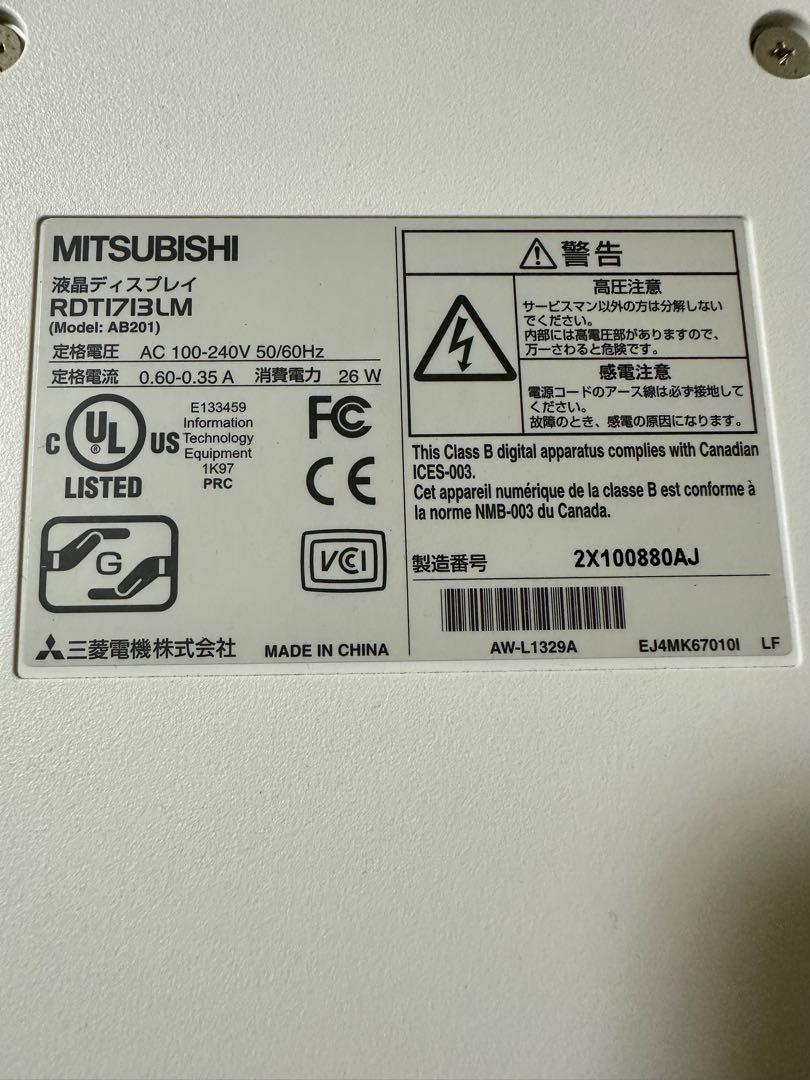 MITSUBISHI
液晶ディスプレイ
RDT1713LM
(Model: AB201)
定格電圧 AC 100-240V 50/60Hz
定格電流 0.60-0.35 A 消費電力 26 W
C UL US
®
LISTED
E133459
Information
Technology
Equipment
1K97
PRC
FC
CE
G
VCI
三菱電機株式会社 MADE IN CHINA
警告
高圧注意
サービスマン以外の方は分解しない
でください。
内部には高電圧部がありますので、
万一さわると危険です。
感電注意
電源コードのアース線は必ず接地して
ください。
故障のとき、感電の原因になります。
This Class B digital apparatus complies with Canadian
ICES-003.
Cet appareil numérique de la classe B est conforme à
la norme NMB-003 du Canada.
製造番号 2X100880AJ
AW-L1329A EJ4MK67010I LF